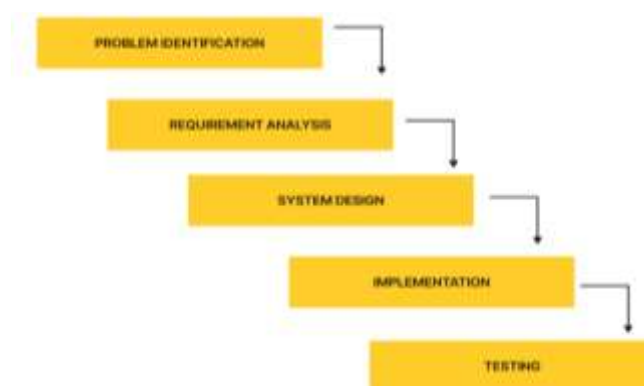 PROBLEM IDENTIFICATION
REQUIREMENT ANALYSIS
SYSTEM DESIGN
IMPLEMENTATION
TESTING